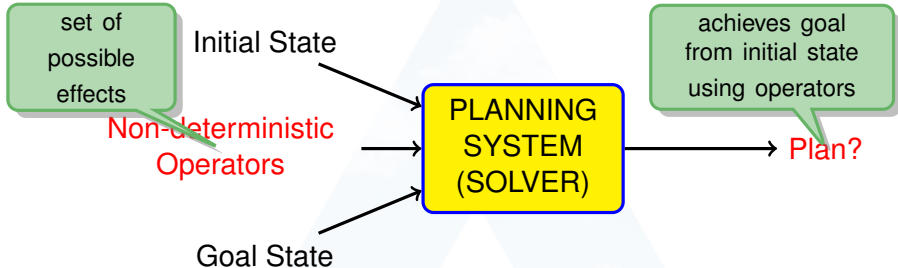 set of
possible
effects
Initial State
Non-deterministic
Operators
Goal State
PLANNING
SYSTEM
(SOLVER)
achieves goal
from initial state
using operators
Plan?